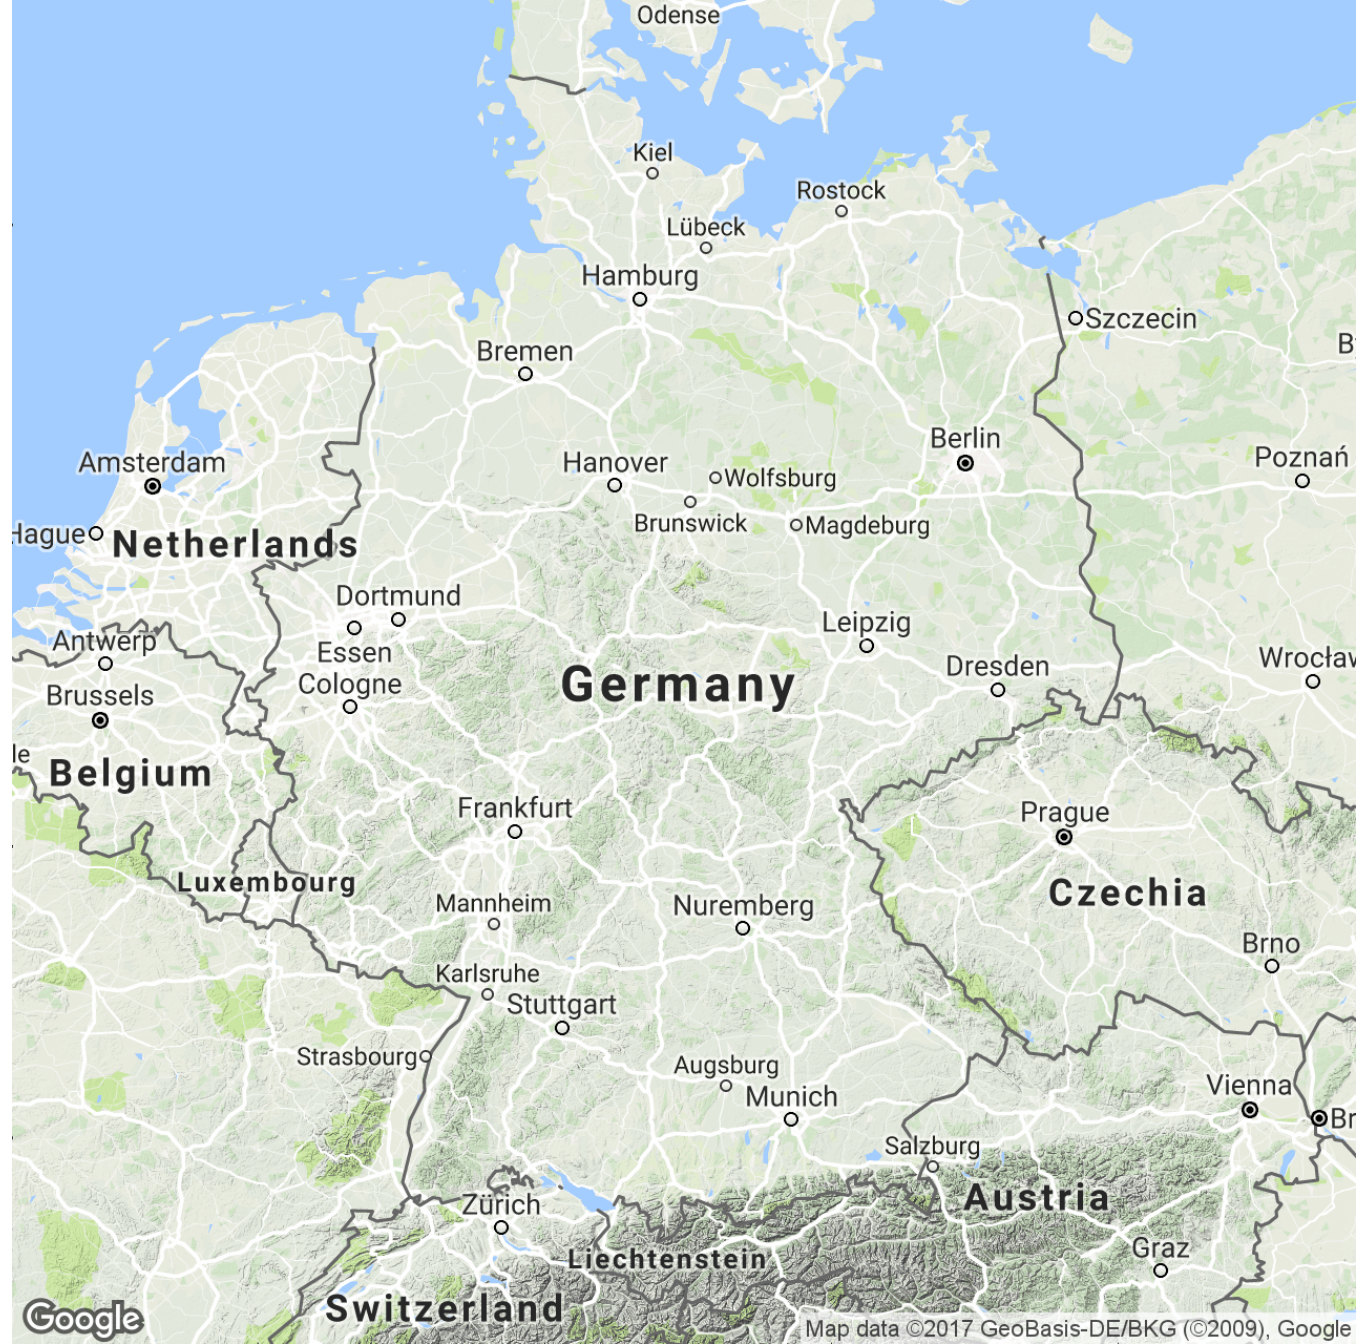 Odense
Kiel
Rostock
Lübeck
Hamburg
Szczecin
Bremen
B
Berlin
Amsterdam
Hanover
Poznań
Wolfsburg
Hague
Brunswick
Magdeburg
Netherlands
Dortmund
Leipzig
Antwerp
Essen
Wrocław
Dresden
Cologne
Germany
Brussels
le
Belgium
Frankfurt
Prague
Luxembourg
Czechia
Mannheim
Nuremberg
Brno
Karlsruhe
Stuttgart
Strasbourg
Augsburg
Vienna
Munich
Br
Salzburg
Austria
Zürich
Graz
Liechtenstein
Switzerland
Google
Map data ©2017 GeoBasis-DE/BKG (©2009), Google